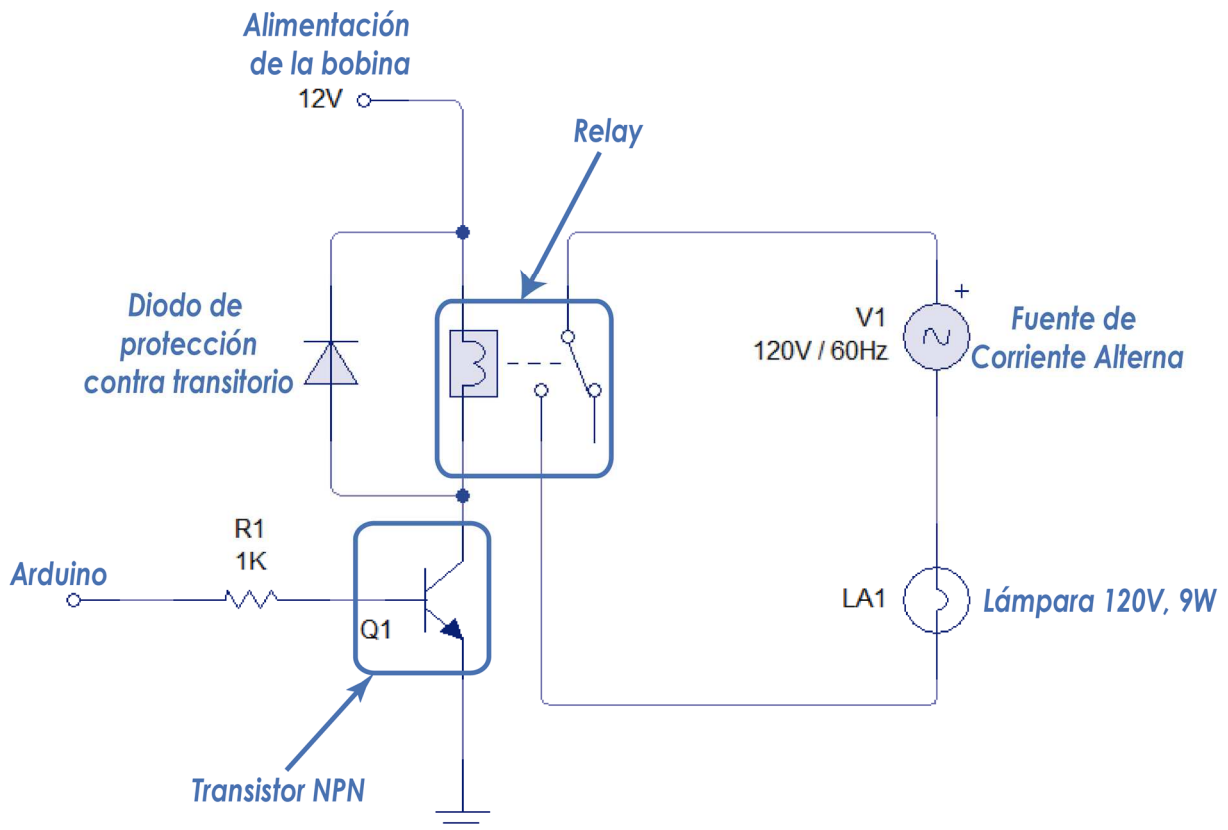 Alimentación
de la bobina
12V
Relay
Diodo de
protección
contra transitorio
V1
120V / 60Hz
+
Fuente de
Corriente Alterna
R1
1K
Arduino
Q1
LA1
Lámpara 120V, 9W
Transistor NPN